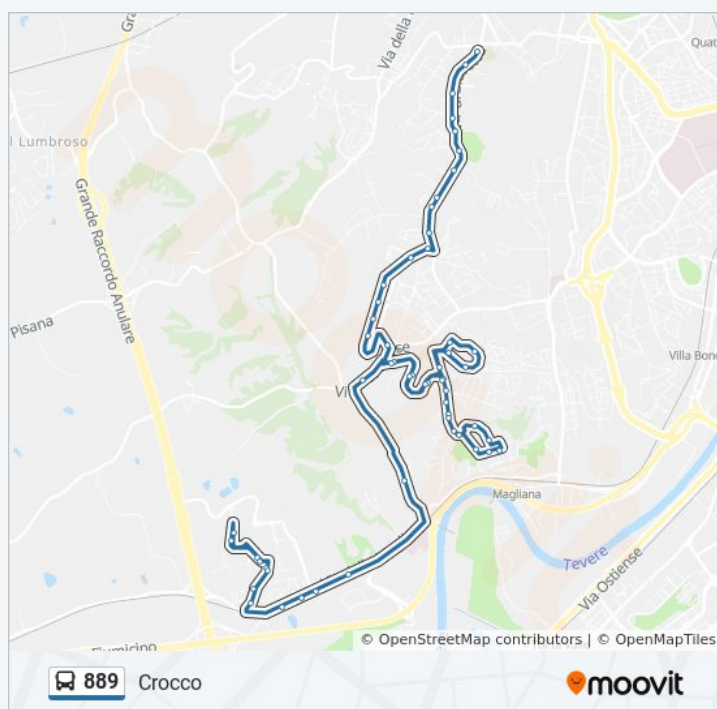 Via della
Quat
l Lumbroso
Grande Raccordo Anulare
Pisana
Villa Bon
Magliana
Tevere
Via Ostiense
Fiumicino
© OpenStreetMap contributors | © OpenMapTiles
889 Crocco
moovit